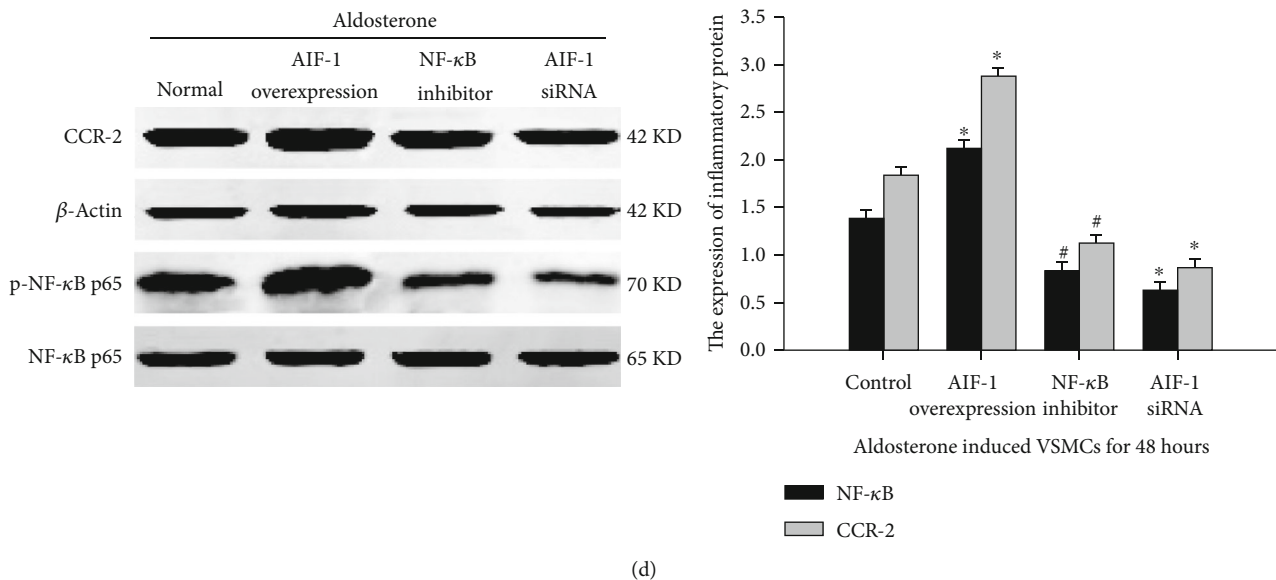 Aldosterone
Normal
AIF-1
overexpression
NF-κB
inhibitor
AIF-1
siRNA
CCR-2
42 KD
β-Actin
42 KD
p-NF-κB p65
70 KD
NF-κB p65
65 KD
The expression of inflammatory protein
3.5
3.0
2.5
2.0
1.5
1.0
0.5
0.0
*
*
#
#
*
*
Control
AIF-1
overexpression
NF-κB
inhibitor
AIF-1
siRNA
Aldosterone induced VSMCs for 48 hours
NF-κB
CCR-2
(d)